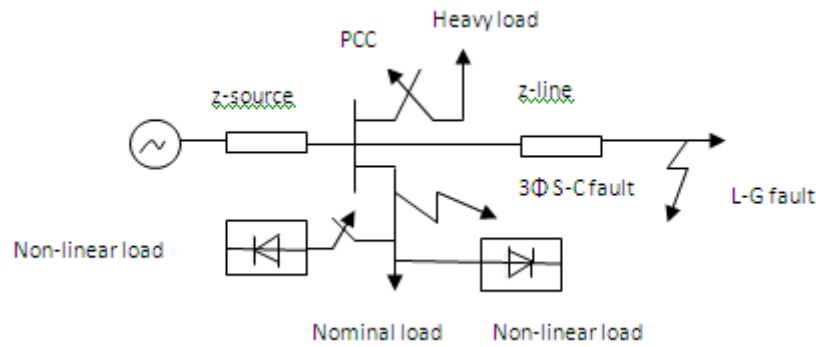 Heavy load
PCC
z-source
z-line
3Φ S-C fault
L-G fault
Non-linear load
Nominal load
Non-linear load